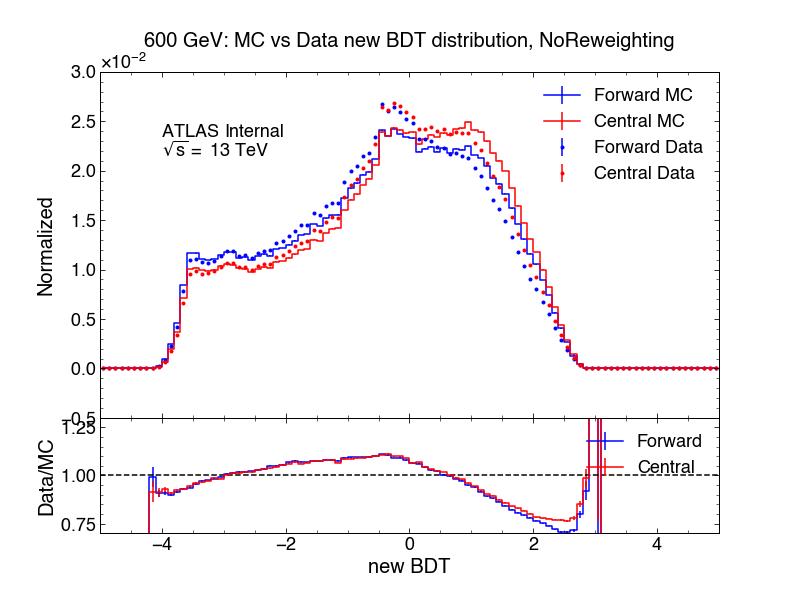 600 GeV: MC vs Data new BDT distribution, NoReweighting
×10⁻²
3.0
2.5
2.0
1.5
1.0
0.5
0.0
-0.5
Normalized
ATLAS Internal
√s = 13 TeV
Forward MC
Central MC
Forward Data
Central Data
1.25
1.00
0.75
Data/MC
Forward
Central
−4 −2 0 2 4
new BDT